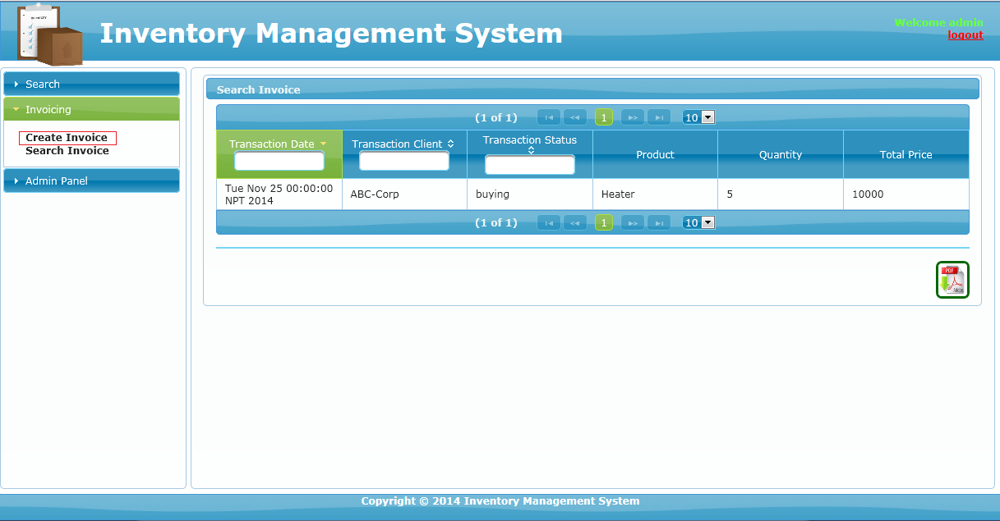 INVENTORY
Inventory Management System
Welcome admin
logout
Search
Invoicing
Create Invoice
Search Invoice
Admin Panel
Search Invoice
(1 of 1) 1 10
Transaction Date Transaction Client Transaction Status Product Quantity Total Price
Tue Nov 25 00:00:00 NPT 2014 ABC-Corp buying Heater 5 10000
(1 of 1) 1 10
PDF
Adobe
Copyright © 2014 Inventory Management System